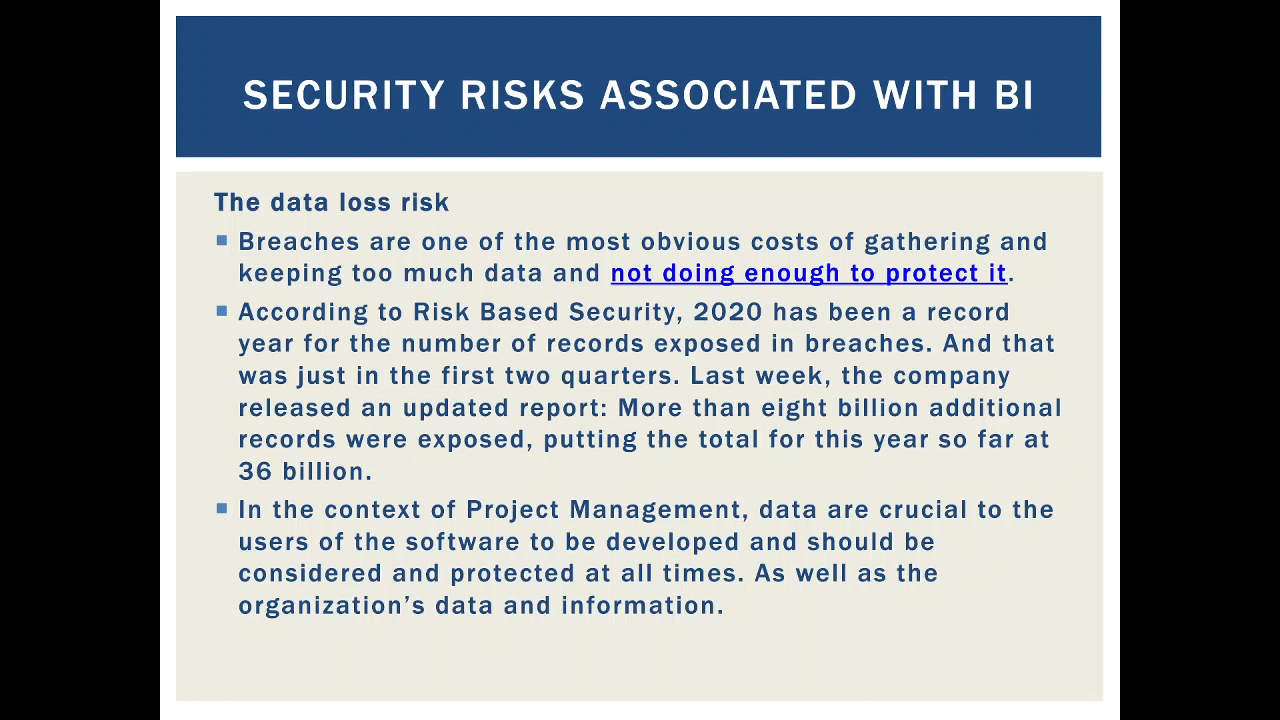 SECURITY RISKS ASSOCIATED WITH BI
The data loss risk
Breaches are one of the most obvious costs of gathering and
keeping too much data and not doing enough to protect it.
According to Risk Based Security, 2020 has been a record
year for the number of records exposed in breaches. And that
was just in the first two quarters. Last week, the company
released an updated report: More than eight billion additional
records were exposed, putting the total for this year so far at
36 billion.
In the context of Project Management, data are crucial to the
users of the software to be developed and should be
considered and protected at all times. As well as the
organization’s data and information.